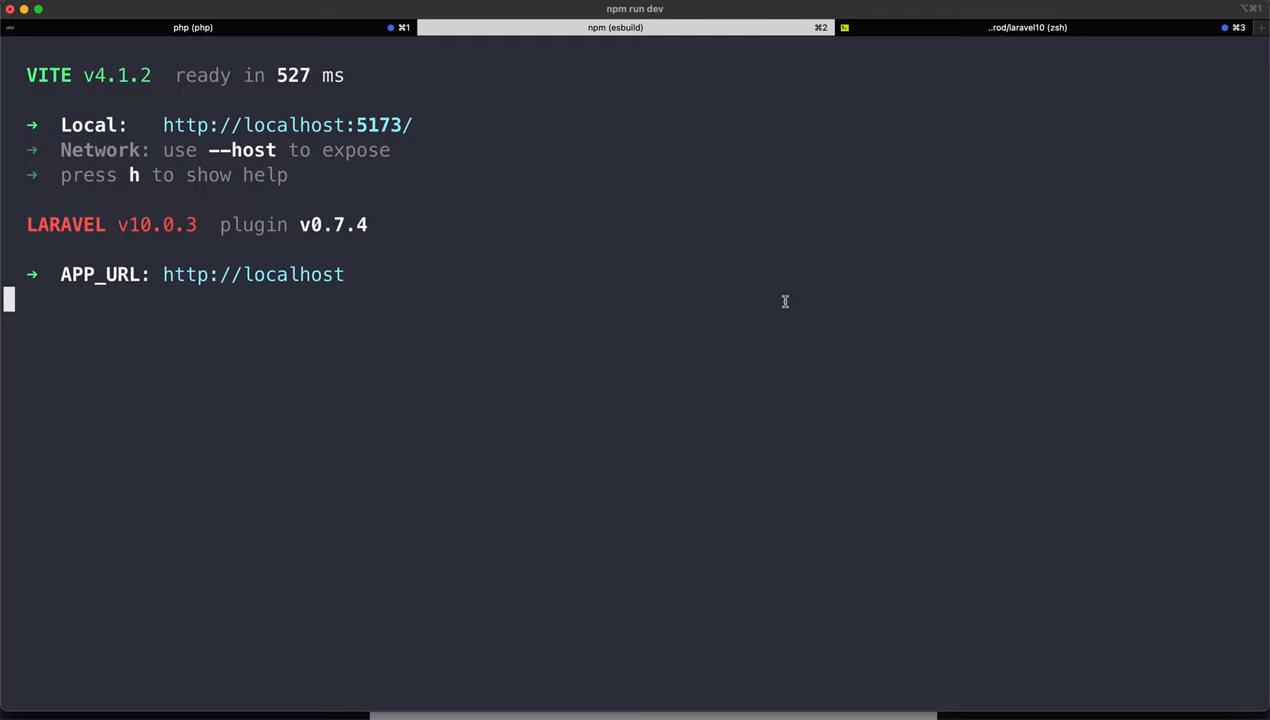 npm run dev
⌥⌘1
php (php) ⌘1
npm (esbuild) ⌘2
..rod/laravel10 (zsh) ⌘3
VITE v4.1.2 ready in 527 ms
➜ Local: http://localhost:5173/
➜ Network: use --host to expose
➜ press h to show help
LARAVEL v10.0.3 plugin v0.7.4
➜ APP_URL: http://localhost